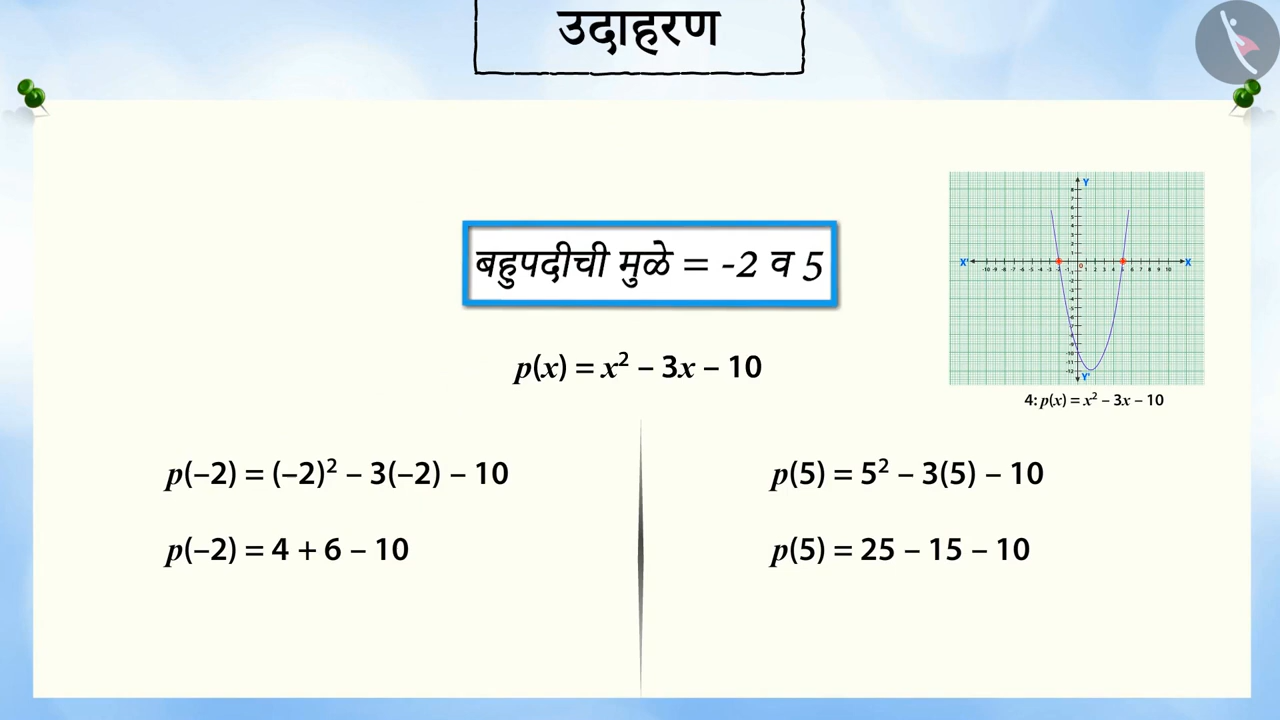 उदाहरण
बहुपदीची मुळे = -2 व 5
p(x) = x² – 3x – 10
Y
X' X
Y'
4: p(x) = x² – 3x – 10
p(–2) = (–2)² – 3(–2) – 10
p(–2) = 4 + 6 – 10
p(5) = 5² – 3(5) – 10
p(5) = 25 – 15 – 10